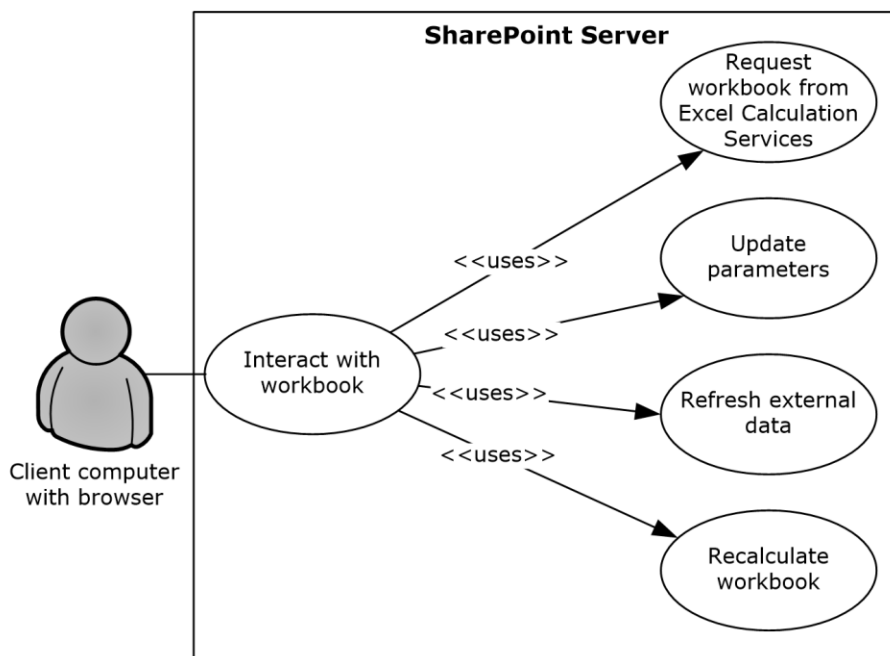 SharePoint Server
Request
workbook from
Excel Calculation
Services
<<uses>>
Update
parameters
<<uses>>
Interact with
workbook
<<uses>>
Refresh external
data
<<uses>>
Client computer
with browser
Recalculate
workbook